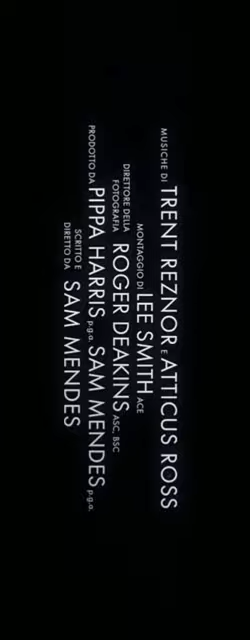 MUSICHE DI TRENT REZNOR E ATTICUS ROSS
MONTAGGIO DI LEE SMITH ACE
DIRETTORE DELLA FOTOGRAFIA ROGER DEAKINS ASC, BSC
PRODOTTO DA PIPPA HARRIS p.g.a. SAM MENDES p.g.a.
SCRITTO E DIRETTO DA SAM MENDES